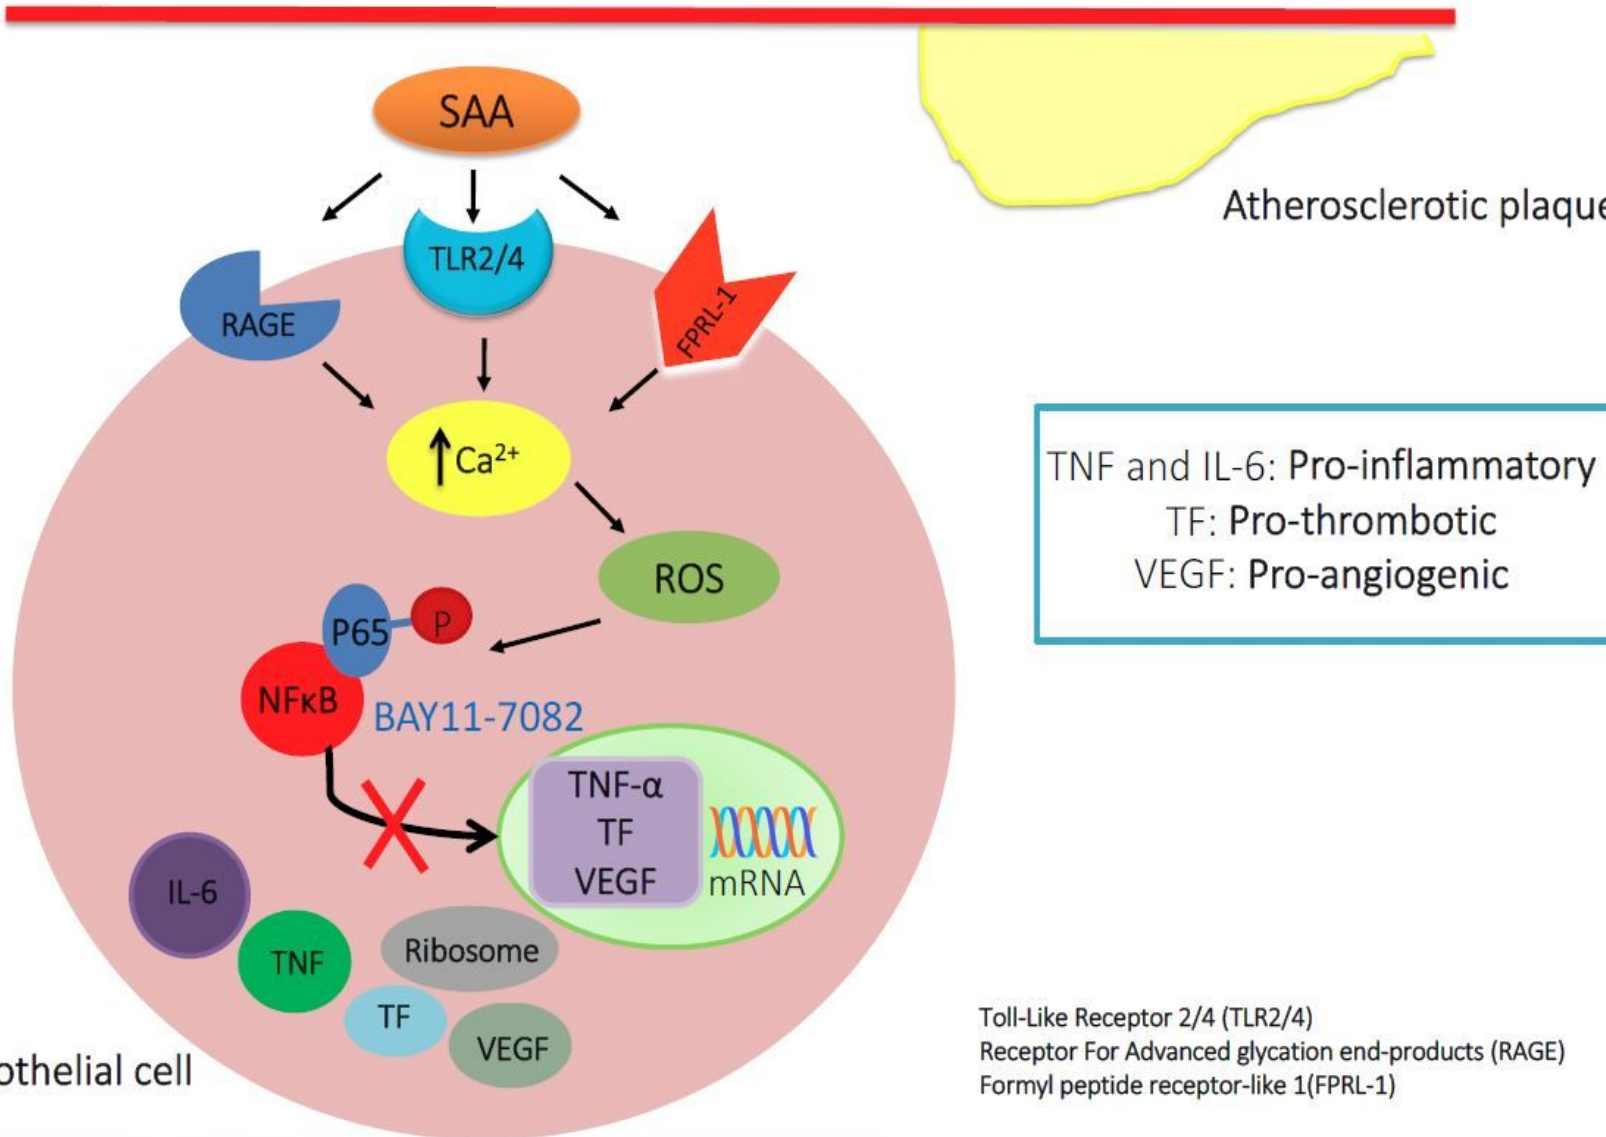 SAA
Atherosclerotic plaque
TLR2/4
RAGE
FPRL-1
↑Ca²⁺
TNF and IL-6: Pro-inflammatory
TF: Pro-thrombotic
VEGF: Pro-angiogenic
ROS
P65
P
NFκB
BAY11-7082
TNF-α
TF
VEGF
mRNA
IL-6
TNF
Ribosome
TF
VEGF
othelial cell
Toll-Like Receptor 2/4 (TLR2/4)
Receptor For Advanced glycation end-products (RAGE)
Formyl peptide receptor-like 1(FPRL-1)